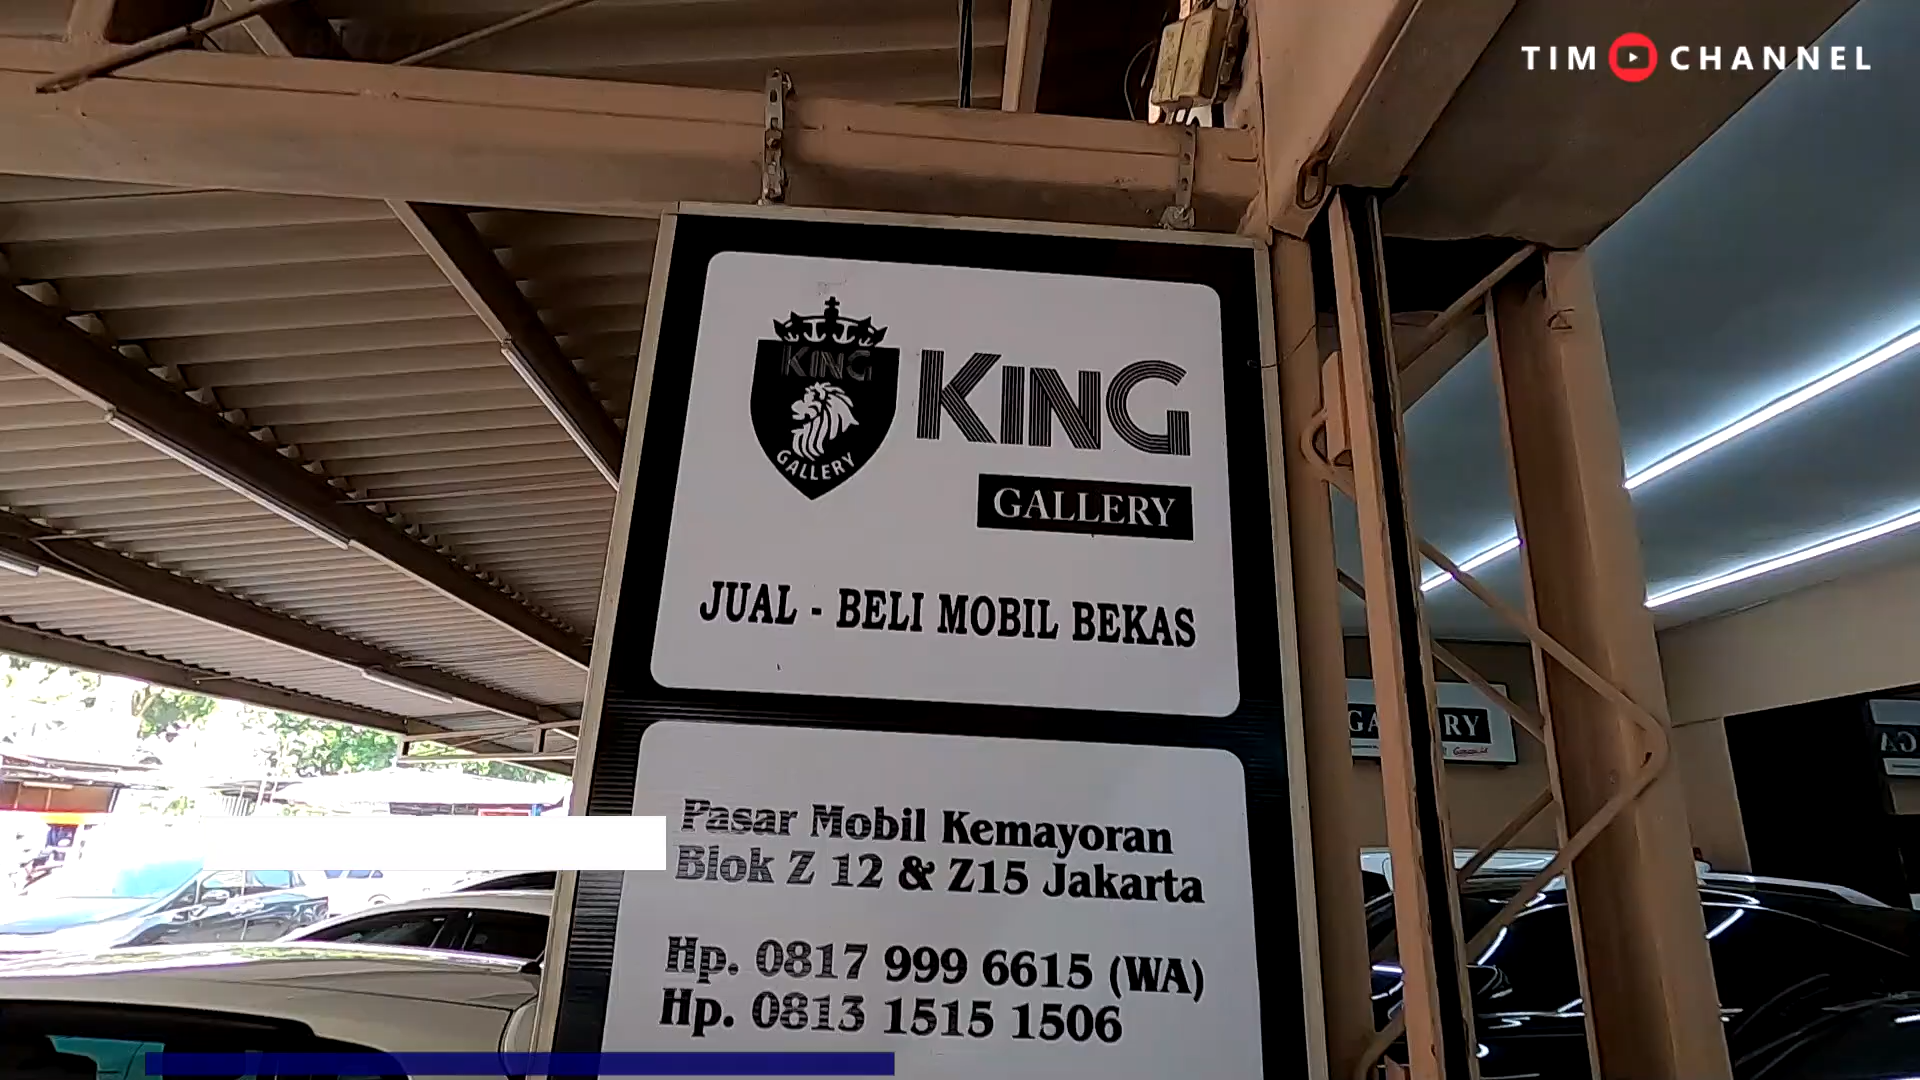 TIM CHANNEL
KING
GALLERY
KING
GALLERY
JUAL - BELI MOBIL BEKAS
Pasar Mobil Kemayoran
Blok Z 12 & Z15 Jakarta
Hp. 0817 999 6615 (WA)
Hp. 0813 1515 1506